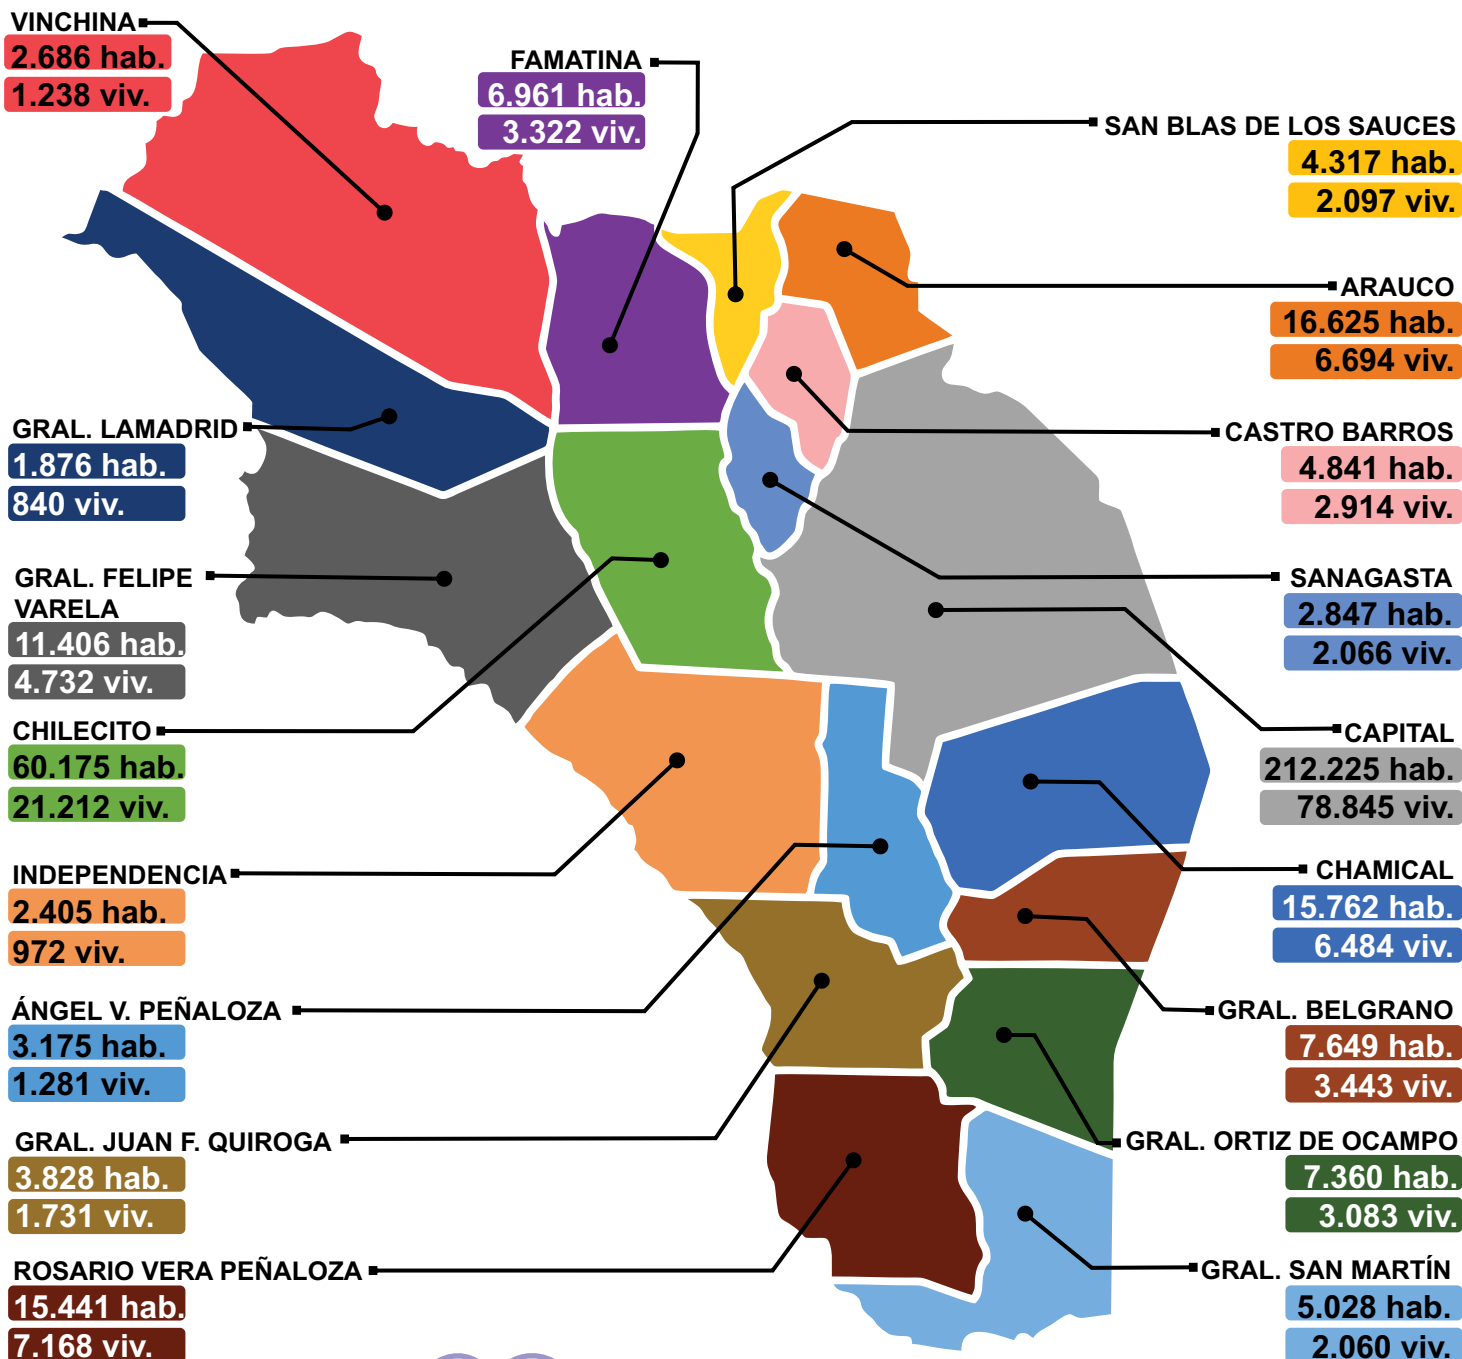 VINCHINA
2.686 hab.
1.238 viv.
FAMATINA
6.961 hab.
3.322 viv.
SAN BLAS DE LOS SAUCES
4.317 hab.
2.097 viv.
ARAUCO
16.625 hab.
6.694 viv.
GRAL. LAMADRID
1.876 hab.
840 viv.
CASTRO BARROS
4.841 hab.
2.914 viv.
GRAL. FELIPE
VARELA
11.406 hab.
4.732 viv.
SANAGASTA
2.847 hab.
2.066 viv.
CHILECITO
60.175 hab.
21.212 viv.
CAPITAL
212.225 hab.
78.845 viv.
INDEPENDENCIA
2.405 hab.
972 viv.
CHAMICAL
15.762 hab.
6.484 viv.
ÁNGEL V. PEÑALOZA
3.175 hab.
1.281 viv.
GRAL. BELGRANO
7.649 hab.
3.443 viv.
GRAL. JUAN F. QUIROGA
3.828 hab.
1.731 viv.
GRAL. ORTIZ DE OCAMPO
7.360 hab.
3.083 viv.
ROSARIO VERA PEÑALOZA
15.441 hab.
7.168 viv.
GRAL. SAN MARTÍN
5.028 hab.
2.060 viv.